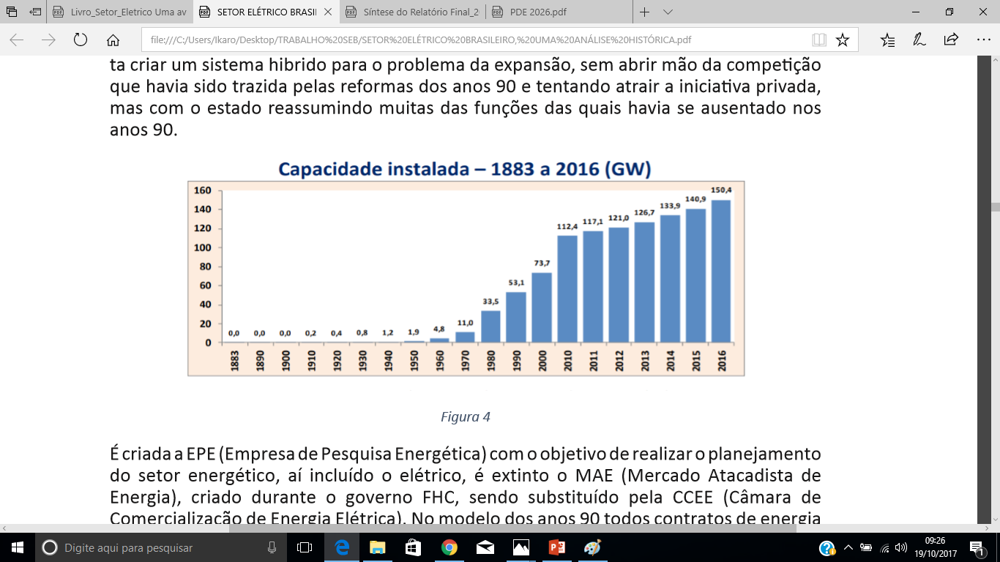 Livro_Setor_Eletrico Uma av
SETOR ELÉTRICO BRASII
Síntese do Relatório Final_2
PDE 2026.pdf
file:///C:/Users/Ikaro/Desktop/TRABALHO%20SEB/SETOR%20ELÉTRICO%20BRASILEIRO,%20UMA%20ANÁLISE%20HISTÓRICA.pdf
ta criar um sistema hibrido para o problema da expansão, sem abrir mão da competição
que havia sido trazida pelas reformas dos anos 90 e tentando atrair a iniciativa privada,
mas com o estado reassumindo muitas das funções das quais havia se ausentado nos
anos 90.
Capacidade instalada – 1883 a 2016 (GW)
160
140
120
100
80
60
40
20
0
0,0 0,0 0,0 0,2 0,4 0,8 1,2 1,9 4,8 11,0 33,5 53,1 73,7 112,4 117,1 121,0 126,7 133,9 140,9 150,4
1883 1890 1900 1910 1920 1930 1940 1950 1960 1970 1980 1990 2000 2010 2011 2012 2013 2014 2015 2016
Figura 4
É criada a EPE (Empresa de Pesquisa Energética) com o objetivo de realizar o planejamento
do setor energético, aí incluído o elétrico, é extinto o MAE (Mercado Atacadista de
Energia), criado durante o governo FHC, sendo substituído pela CCEE (Câmara de
Comercialização de Energia Elétrica). No modelo dos anos 90 todos contratos de energia
Digite aqui para pesquisar
09:26
19/10/2017
1